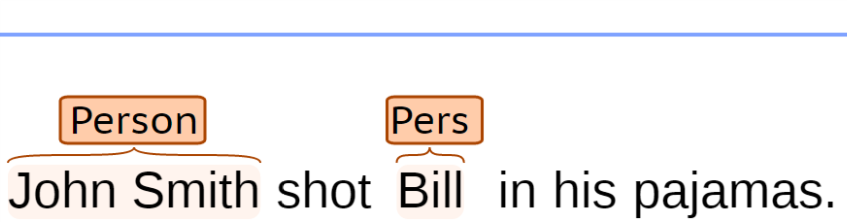 Person Pers
John Smith shot Bill in his pajamas.